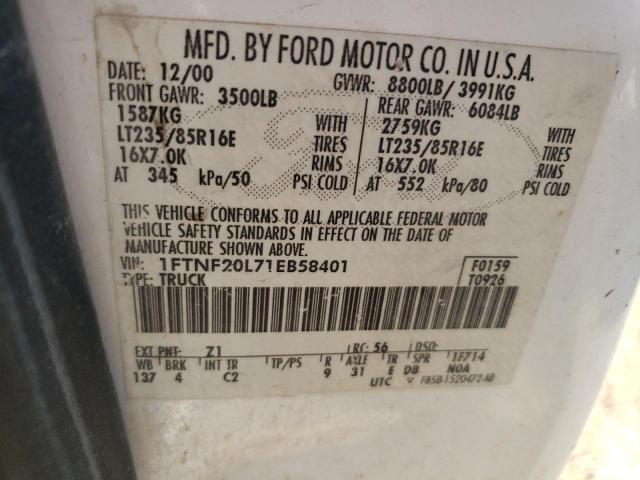 MFD. BY FORD MOTOR CO. IN U.S.A.
DATE: 12/00 GVWR: 8800LB/3991KG
FRONT GAWR: 3500LB REAR GAWR: 6084LB
1587KG WITH 2759KG WITH
LT235/85R16E TIRES LT235/85R16E TIRES
16X7.0K RIMS 16X7.0K RIMS
AT 345 kPa/50 PSI COLD AT 552 kPa/80 PSI COLD
THIS VEHICLE CONFORMS TO ALL APPLICABLE FEDERAL MOTOR
VEHICLE SAFETY STANDARDS IN EFFECT ON THE DATE OF
MANUFACTURE SHOWN ABOVE.
VIN: 1FTNF20L71EB58401 F0159
TYPE: TRUCK T0926
EXT PNT: Z1 RC: 56 DSO:
WB BRK INT TR TP/PS R AXLE TR SPR 1F714
137 4 C2 9 31 E DB N0A
UTC